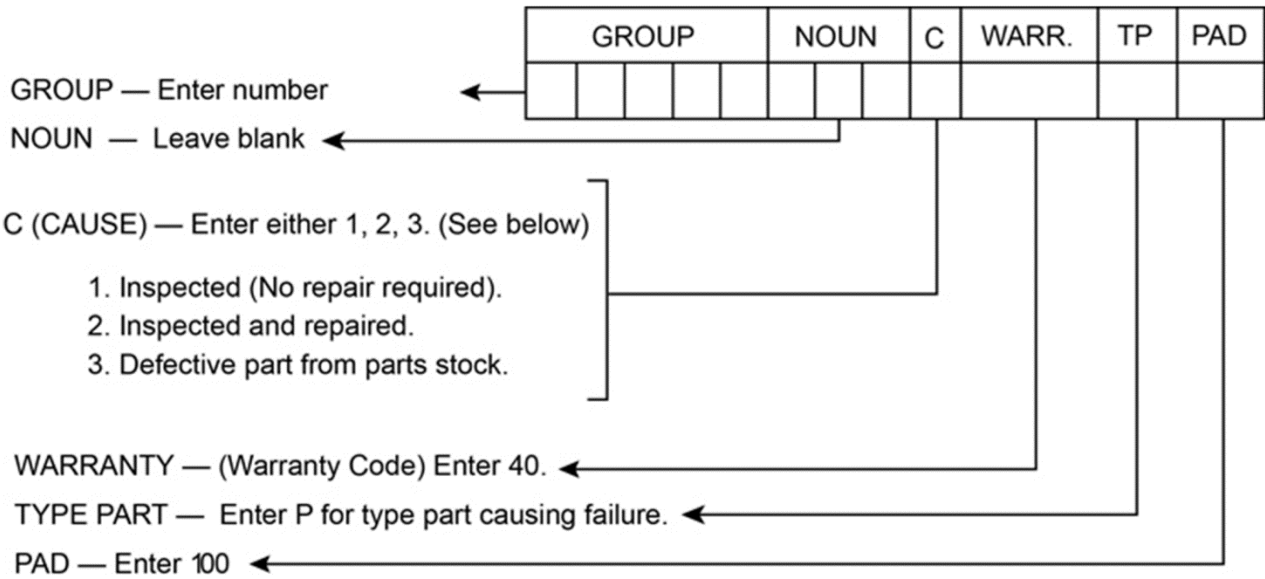 GROUP NOUN C WARR. TP PAD
GROUP — Enter number
NOUN — Leave blank
C (CAUSE) — Enter either 1, 2, 3. (See below)
1. Inspected (No repair required).
2. Inspected and repaired.
3. Defective part from parts stock.
WARRANTY — (Warranty Code) Enter 40.
TYPE PART — Enter P for type part causing failure.
PAD — Enter 100